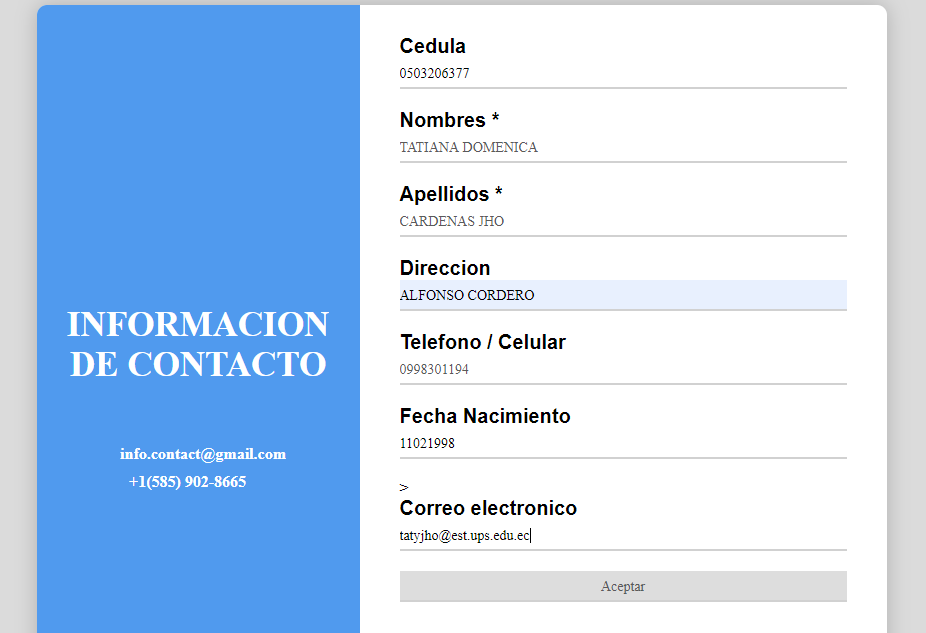 INFORMACION
DE CONTACTO
info.contact@gmail.com
+1(585) 902-8665
Cedula
0503206377
Nombres *
TATIANA DOMENICA
Apellidos *
CARDENAS JHO
Direccion
ALFONSO CORDERO
Telefono / Celular
0998301194
Fecha Nacimiento
11021998
>
Correo electronico
tatyjho@est.ups.edu.ec
Aceptar